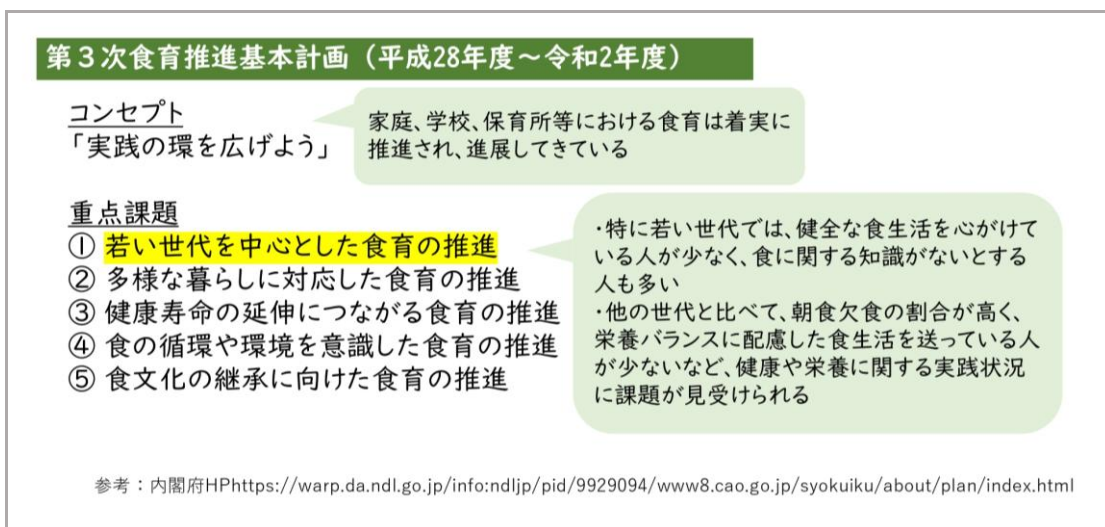 第3次食育推進基本計画（平成28年度～令和2年度）
コンセプト
「実践の環を広げよう」
家庭、学校、保育所等における食育は着実に
推進され、進展してきている
重点課題
① 若い世代を中心とした食育の推進
② 多様な暮らしに対応した食育の推進
③ 健康寿命の延伸につながる食育の推進
④ 食の循環や環境を意識した食育の推進
⑤ 食文化の継承に向けた食育の推進
・特に若い世代では、健全な食生活を心がけて
いる人が少なく、食に関する知識がないとする
人も多い
・他の世代と比べて、朝食欠食の割合が高く、
栄養バランスに配慮した食生活を送っている人
が少ないなど、健康や栄養に関する実践状況
に課題が見受けられる
参考：内閣府HPhttps://warp.da.ndl.go.jp/info:ndljp/pid/9929094/www8.cao.go.jp/syokuiku/about/plan/index.html